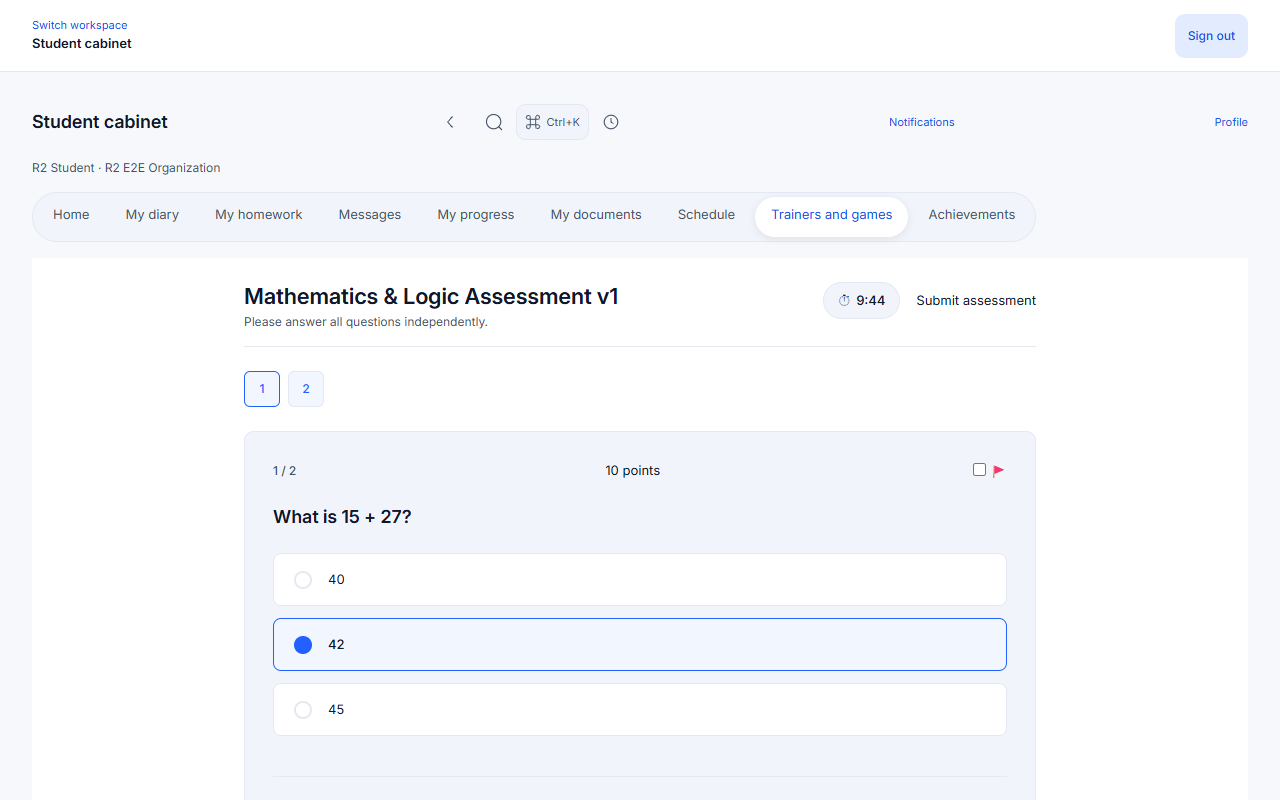 Switch workspace
Student cabinet
Sign out
Student cabinet
Ctrl+K
Notifications
Profile
R2 Student · R2 E2E Organization
Home
My diary
My homework
Messages
My progress
My documents
Schedule
Trainers and games
Achievements
Mathematics & Logic Assessment v1
Please answer all questions independently.
⏱ 9:44
Submit assessment
1
2
1 / 2
10 points
What is 15 + 27?
40
42
45